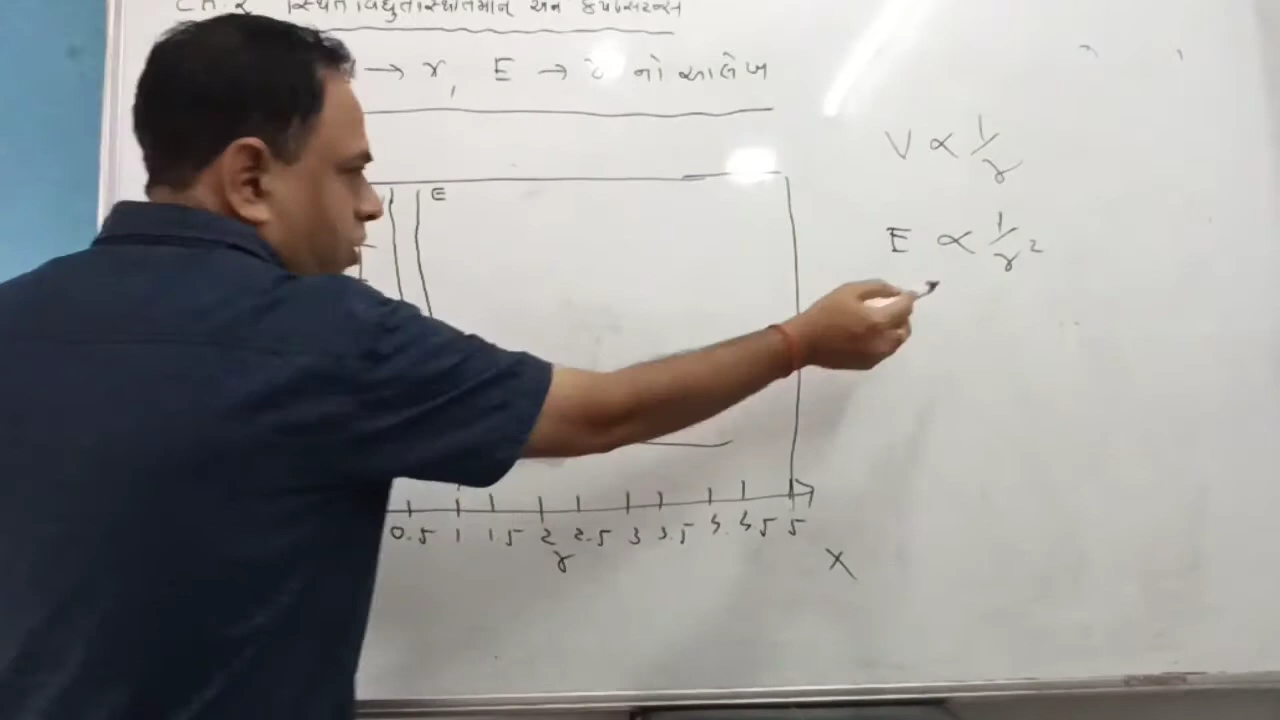 Ch. 2 સ્થિત વિદ્યુતસ્થિતિમાન અને કેપેસિટન્સ
→ r, E → r નો આલેખ
V ∝ 1/r
E
E ∝ 1/r²
0.5 1 1.5 2 2.5 3 3.5 4 4.5 5
r
X